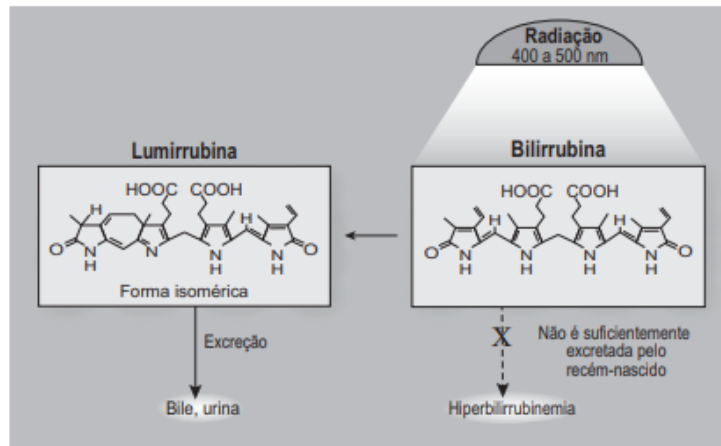 Radiação
400 a 500 nm
Lumirrubina
Bilirrubina
HOOC COOH
H
O
N
H
N
N
H
H
N
H
O
Forma isomérica
HOOC COOH
O
N
H
H
N
H
N
H
H
N
H
O
Excreção
X
Não é suficientemente
excretada pelo
recém-nascido
Bile, urina
Hiperbilirrubinemia